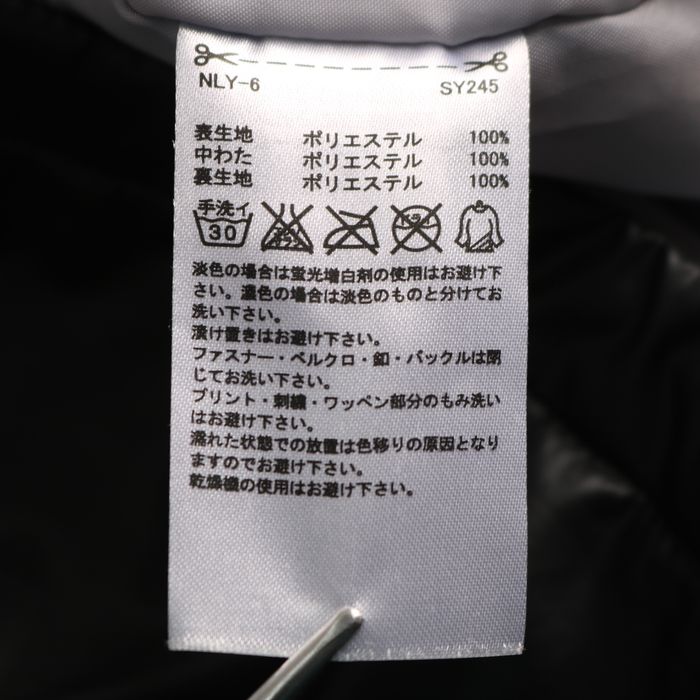 NLY-6 SY245
表生地 ポリエステル 100%
中わた ポリエステル 100%
裏生地 ポリエステル 100%
手洗イ
30
淡色の場合は蛍光増白剤の使用はお避け下
さい。濃色の場合は淡色のものと分けてお
洗い下さい。
漬け置きはお避け下さい。
ファスナー・ベルクロ・釦・バックルは閉
じてお洗い下さい。
プリント・刺繍・ワッペン部分のもみ洗い
はお避け下さい。
濡れた状態での放置は色移りの原因となり
ますのでお避け下さい。
乾燥機の使用はお避け下さい。